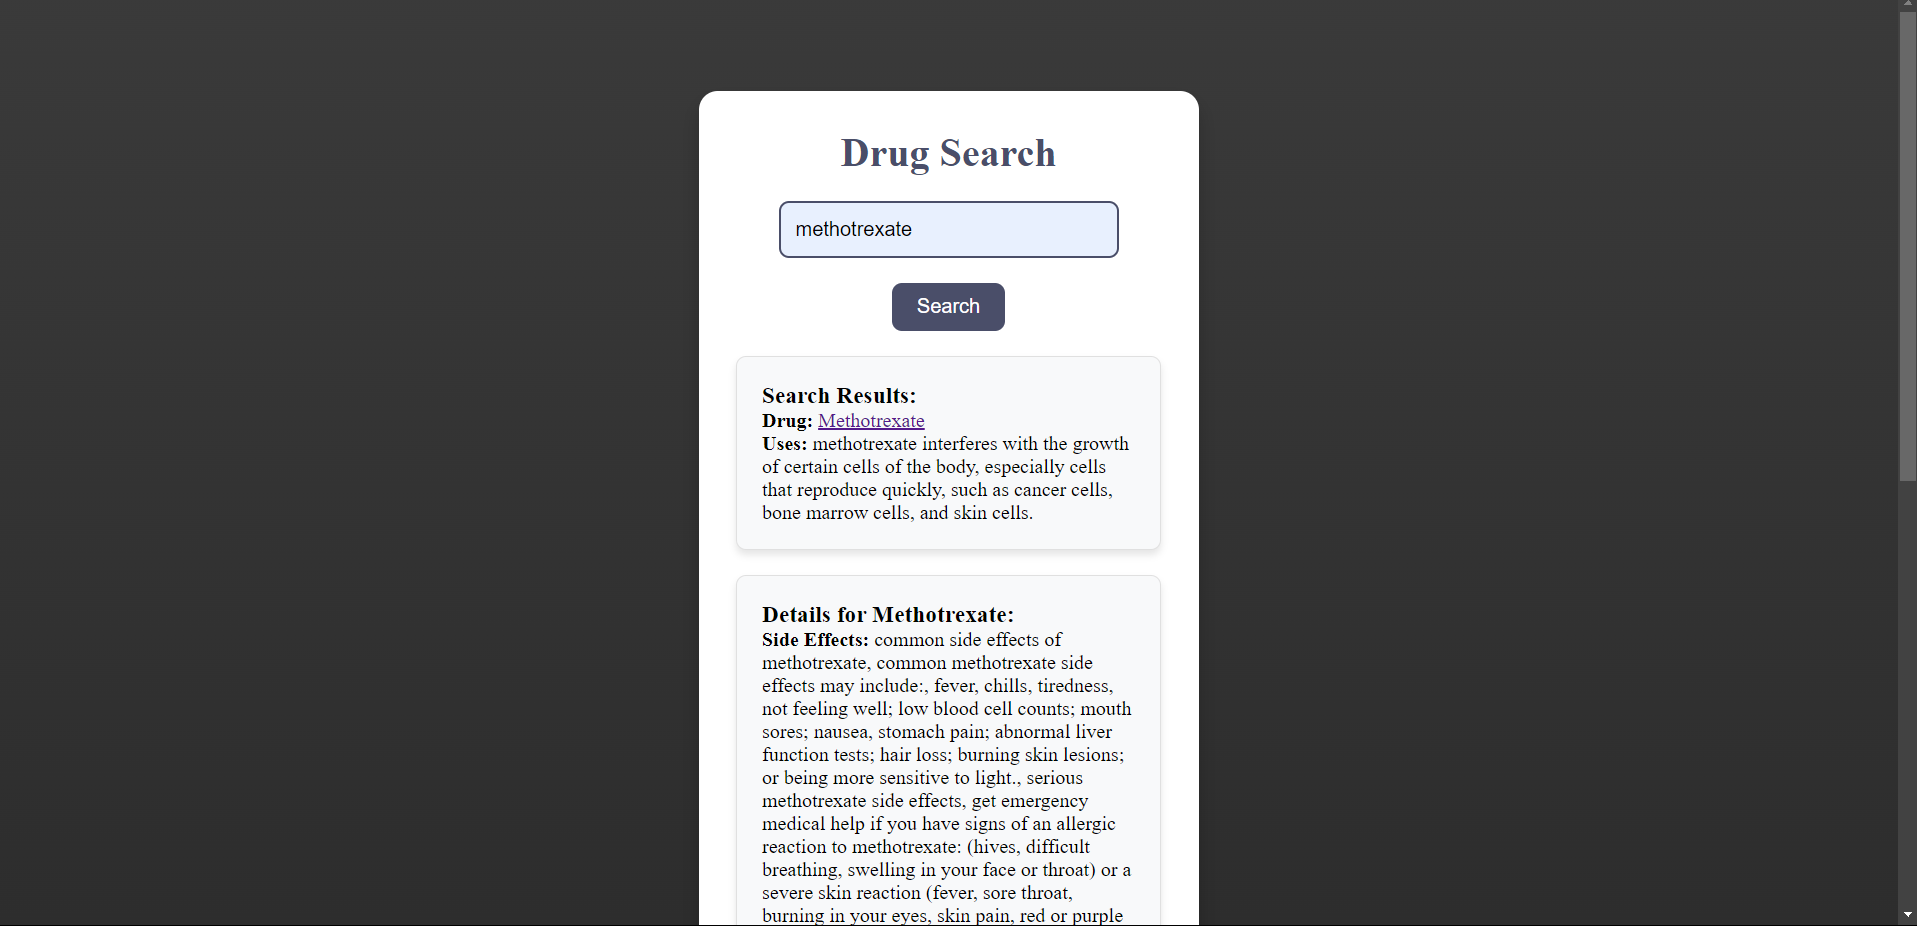 Drug Search
methotrexate
Search
Search Results:
Drug: Methotrexate
Uses: methotrexate interferes with the growth
of certain cells of the body, especially cells
that reproduce quickly, such as cancer cells,
bone marrow cells, and skin cells.
Details for Methotrexate:
Side Effects: common side effects of
methotrexate, common methotrexate side
effects may include:, fever, chills, tiredness,
not feeling well; low blood cell counts; mouth
sores; nausea, stomach pain; abnormal liver
function tests; hair loss; burning skin lesions;
or being more sensitive to light., serious
methotrexate side effects, get emergency
medical help if you have signs of an allergic
reaction to methotrexate: (hives, difficult
breathing, swelling in your face or throat) or a
severe skin reaction (fever, sore throat,
burning in your eyes, skin pain, red or purple